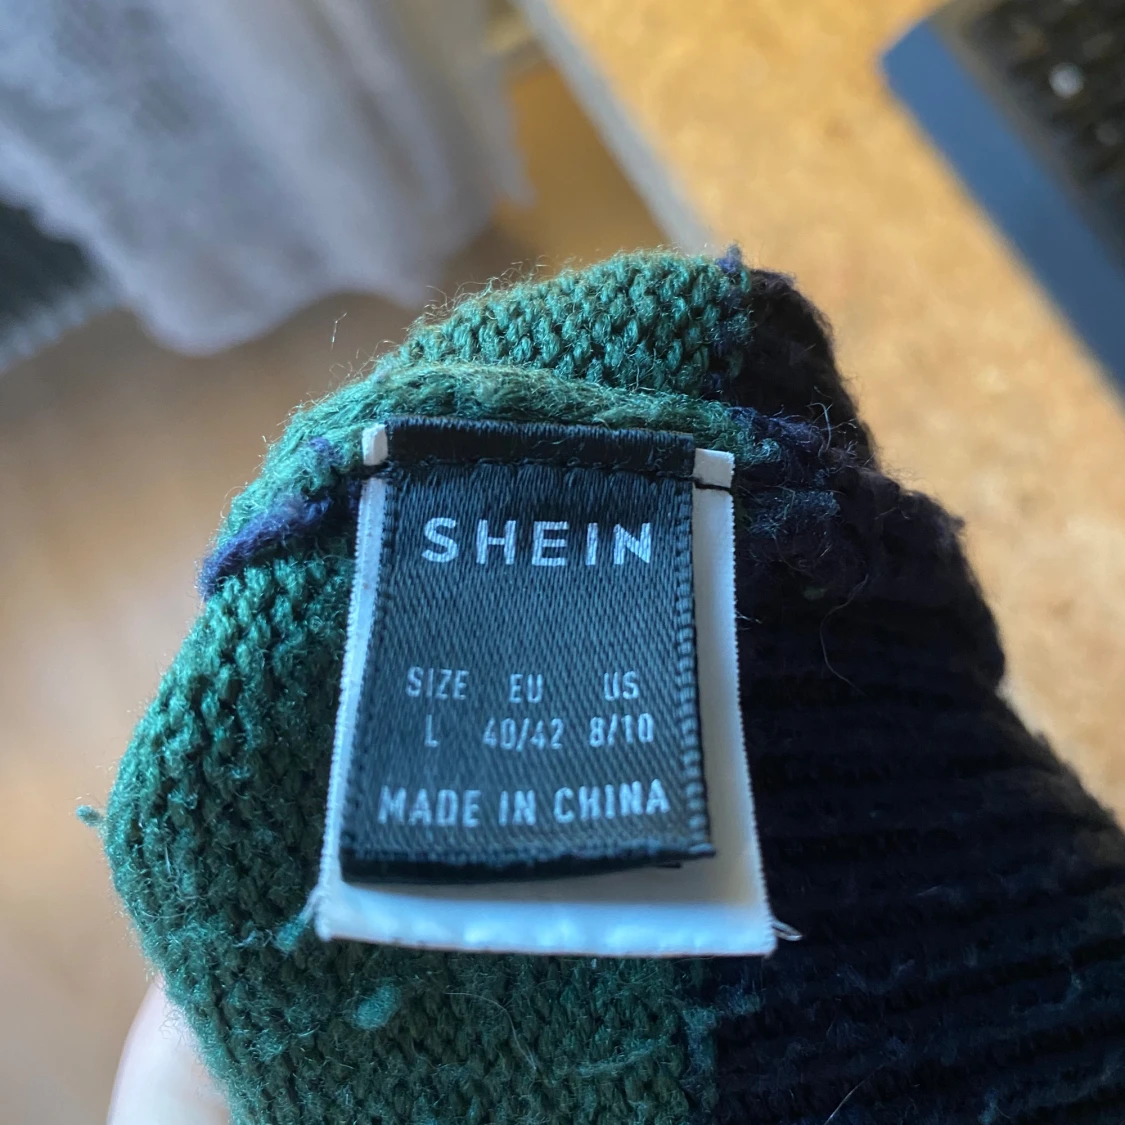 SHEIN
SIZE EU US
L 40/42 8/10
MADE IN CHINA